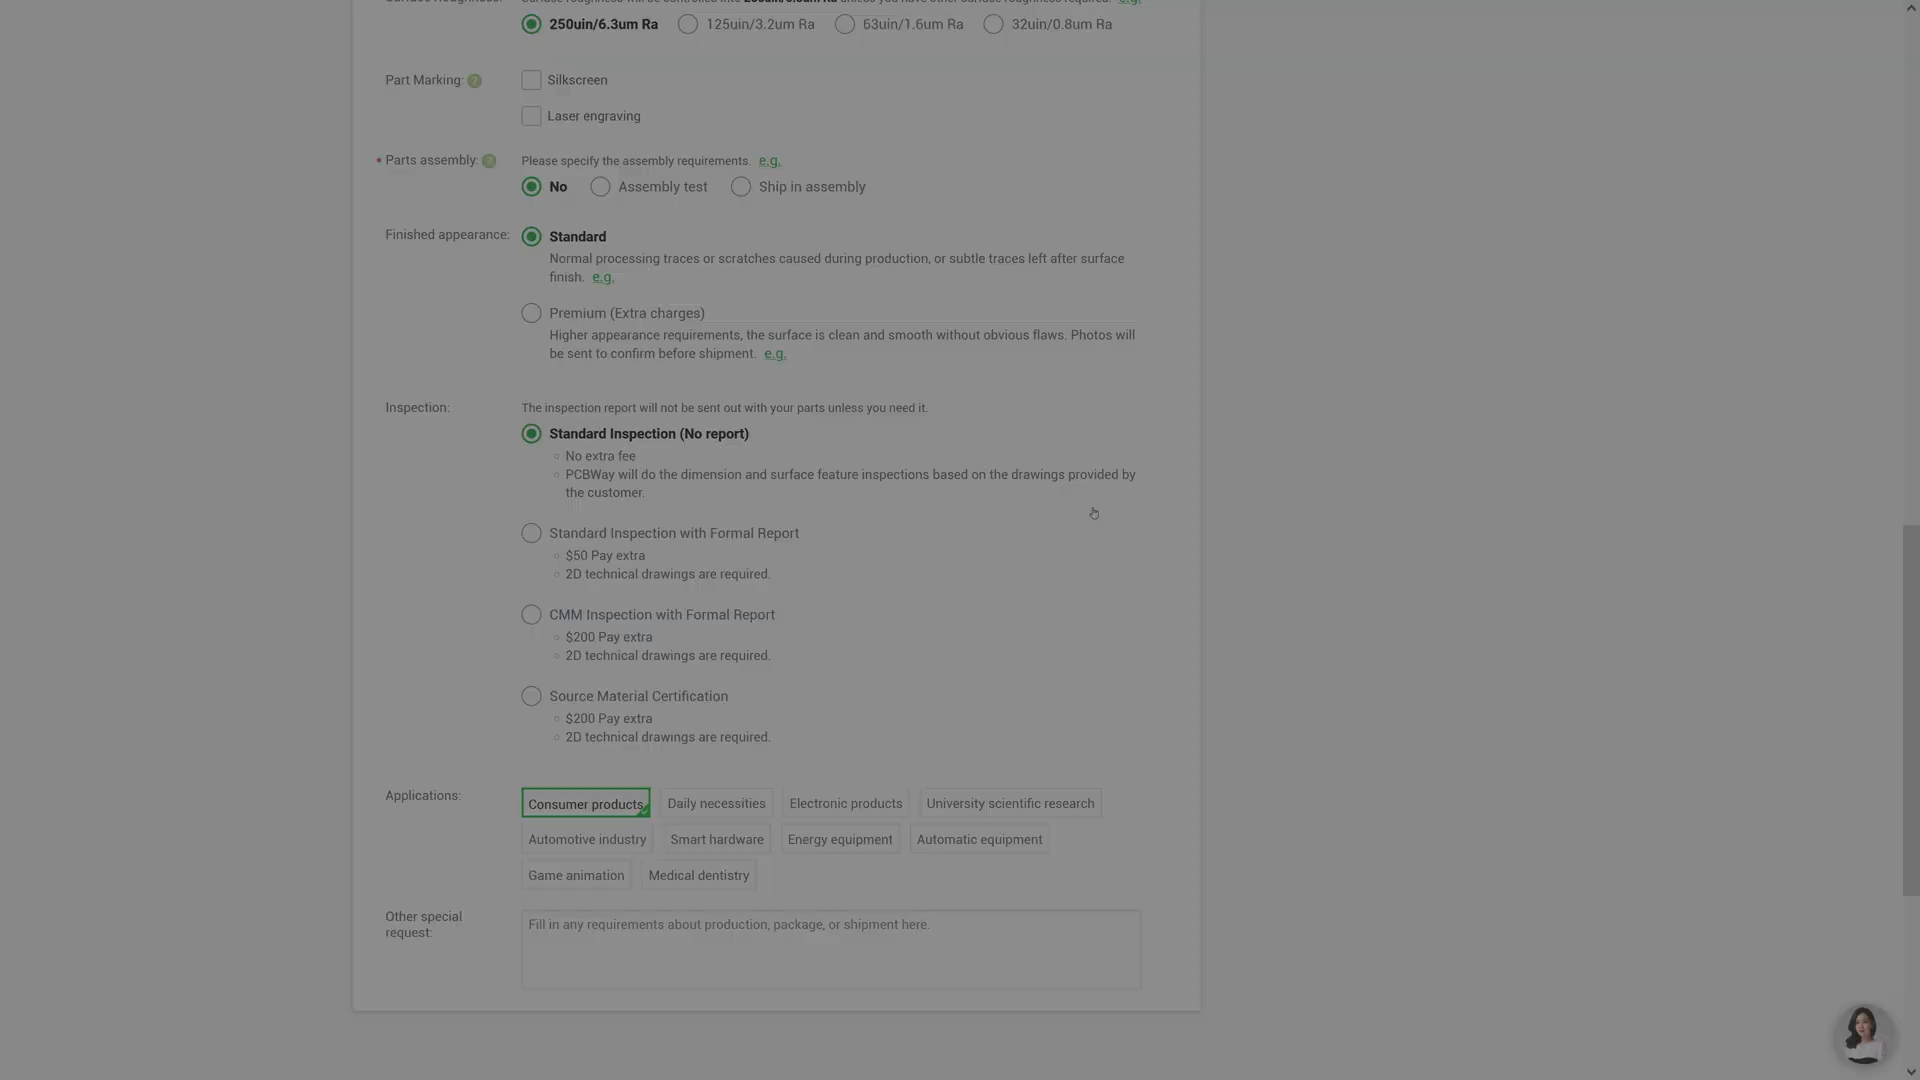 250uin/6.3um Ra 125uin/3.2um Ra 63uin/1.6um Ra 32uin/0.8um Ra
Part Marking: ? Silkscreen
Laser engraving
* Parts assembly: ? Please specify the assembly requirements. e.g.
No Assembly test Ship in assembly
Finished appearance: Standard
Normal processing traces or scratches caused during production, or subtle traces left after surface
finish. e.g.
Premium (Extra charges)
Higher appearance requirements, the surface is clean and smooth without obvious flaws. Photos will
be sent to confirm before shipment. e.g.
Inspection: The inspection report will not be sent out with your parts unless you need it.
Standard Inspection (No report)
No extra fee
PCBWay will do the dimension and surface feature inspections based on the drawings provided by
the customer.
Standard Inspection with Formal Report
$50 Pay extra
2D technical drawings are required.
CMM Inspection with Formal Report
$200 Pay extra
2D technical drawings are required.
Source Material Certification
$200 Pay extra
2D technical drawings are required.
Applications: Consumer products Daily necessities Electronic products University scientific research
Automotive industry Smart hardware Energy equipment Automatic equipment
Game animation Medical dentistry
Other special
request:
Fill in any requirements about production, package, or shipment here.